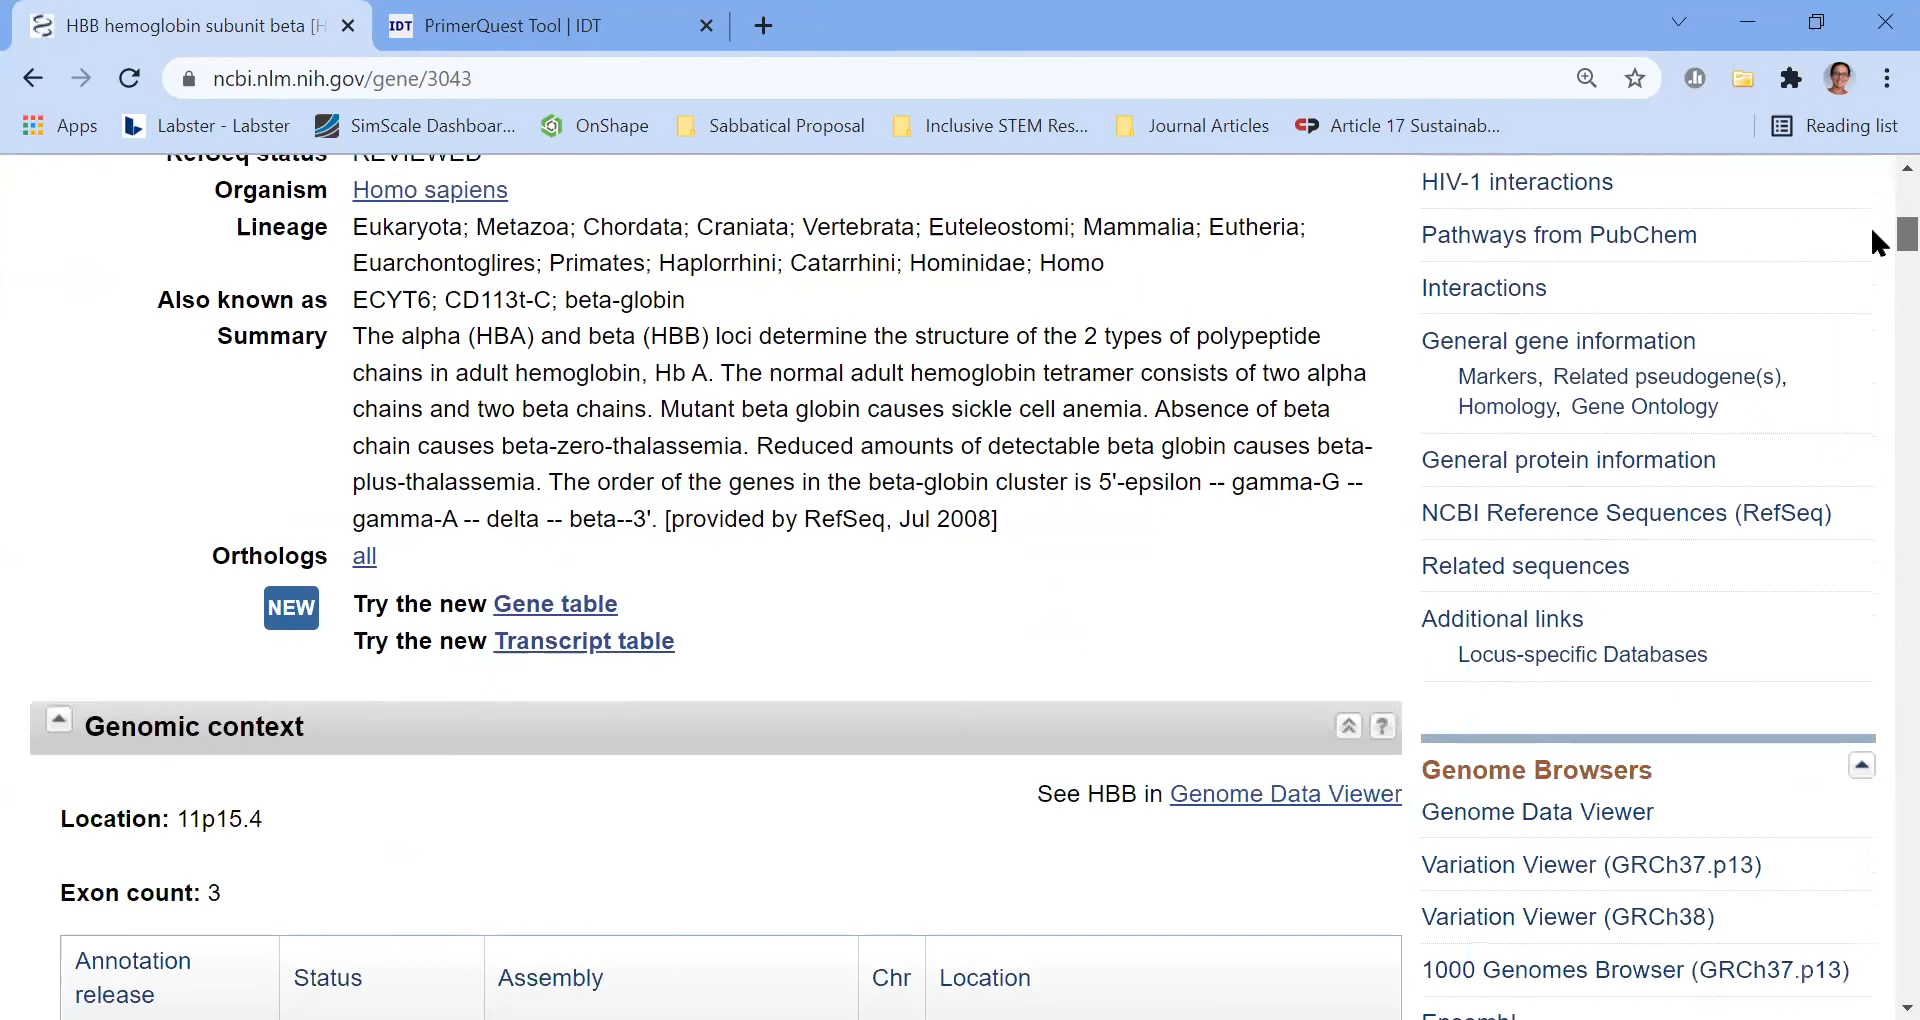 HBB hemoglobin subunit beta [H
IDT PrimerQuest Tool | IDT
ncbi.nlm.nih.gov/gene/3043
Apps
Labster - Labster
SimScale Dashboar...
OnShape
Sabbatical Proposal
Inclusive STEM Res...
Journal Articles
Article 17 Sustainab...
Reading list
RefSeq status REVIEWED
Organism Homo sapiens
Lineage Eukaryota; Metazoa; Chordata; Craniata; Vertebrata; Euteleostomi; Mammalia; Eutheria;
Euarchontoglires; Primates; Haplorrhini; Catarrhini; Hominidae; Homo
Also known as ECYT6; CD113t-C; beta-globin
Summary The alpha (HBA) and beta (HBB) loci determine the structure of the 2 types of polypeptide
chains in adult hemoglobin, Hb A. The normal adult hemoglobin tetramer consists of two alpha
chains and two beta chains. Mutant beta globin causes sickle cell anemia. Absence of beta
chain causes beta-zero-thalassemia. Reduced amounts of detectable beta globin causes beta-
plus-thalassemia. The order of the genes in the beta-globin cluster is 5'-epsilon -- gamma-G --
gamma-A -- delta -- beta--3'. [provided by RefSeq, Jul 2008]
Orthologs all
NEW Try the new Gene table
Try the new Transcript table
Genomic context
?
See HBB in Genome Data Viewer
Location: 11p15.4
Exon count: 3
Annotation release
Status
Assembly
Chr
Location
HIV-1 interactions
Pathways from PubChem
Interactions
General gene information
Markers, Related pseudogene(s),
Homology, Gene Ontology
General protein information
NCBI Reference Sequences (RefSeq)
Related sequences
Additional links
Locus-specific Databases
Genome Browsers
Genome Data Viewer
Variation Viewer (GRCh37.p13)
Variation Viewer (GRCh38)
1000 Genomes Browser (GRCh37.p13)
Ensembl